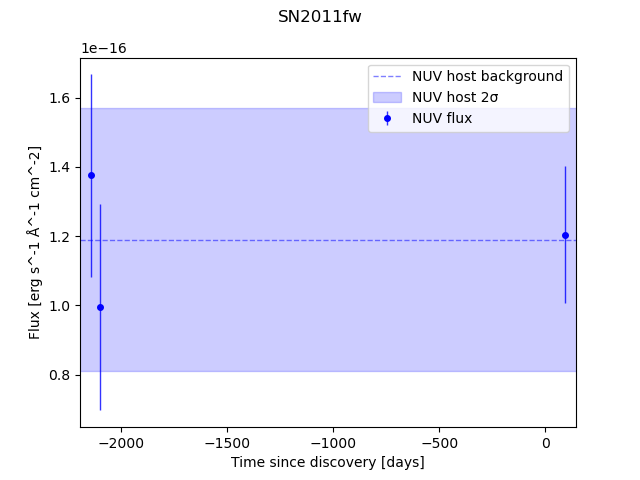 SN2011fw
1e−16
NUV host background
NUV host 2σ
NUV flux
1.6
1.4
1.2
1.0
0.8
Flux [erg s^-1 Å^-1 cm^-2]
−2000 −1500 −1000 −500 0
Time since discovery [days]